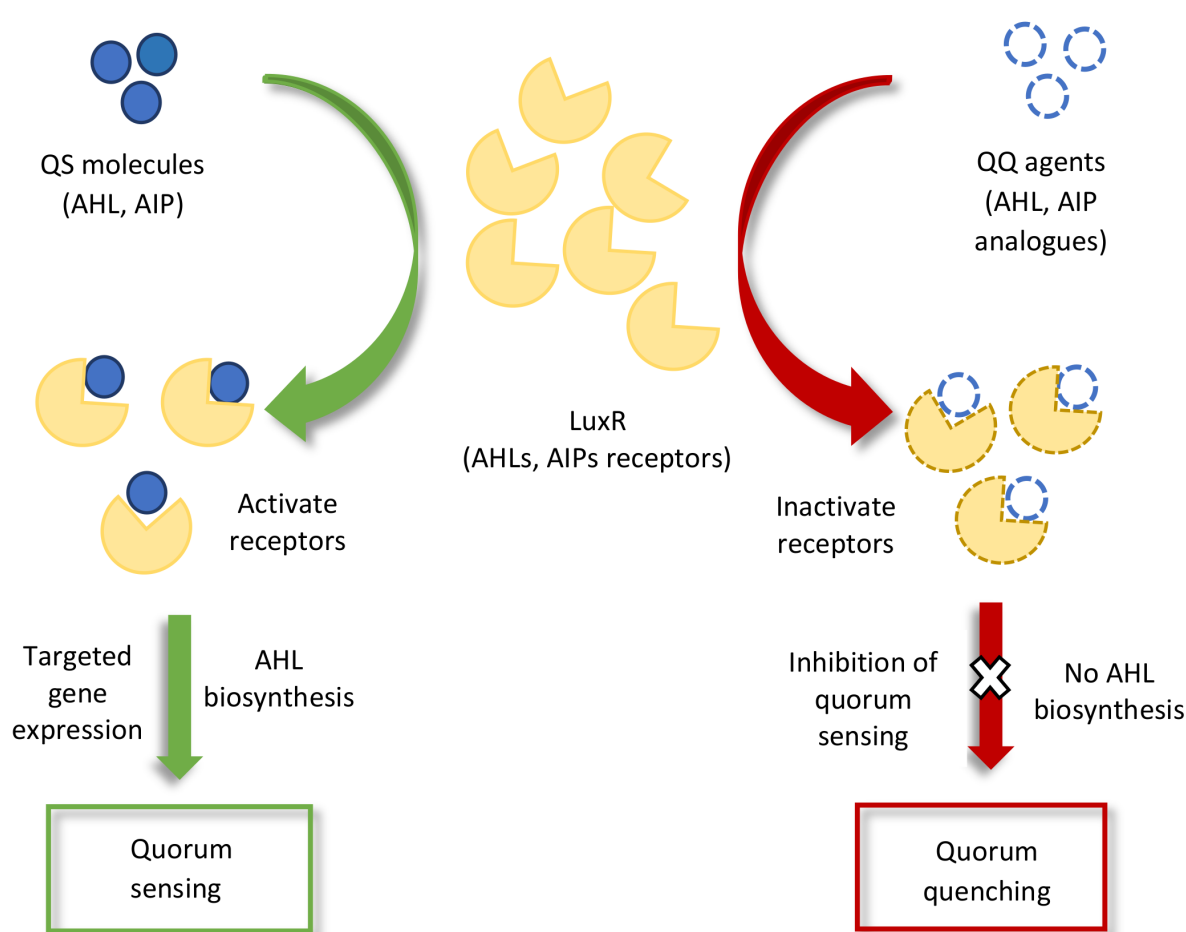 QS molecules
(AHL, AIP)
QQ agents
(AHL, AIP
analogues)
LuxR
(AHLs, AIPs receptors)
Activate
receptors
Inactivate
receptors
Targeted
gene
expression
AHL
biosynthesis
Inhibition of
quorum
sensing
No AHL
biosynthesis
Quorum
sensing
Quorum
quenching